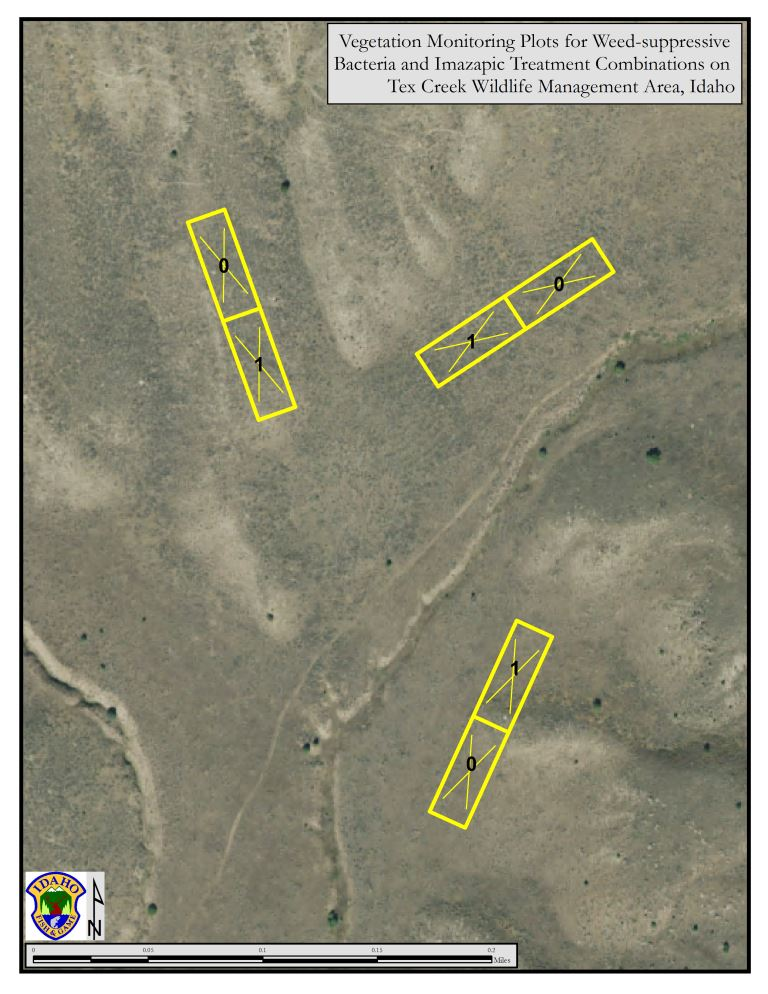 Vegetation Monitoring Plots for Weed-suppressive
Bacteria and Imazapic Treatment Combinations on
Tex Creek Wildlife Management Area, Idaho
0
0
1
1
1
0
IDAHO
FISH & GAME
N
0 0.05 0.1 0.15 0.2
Miles